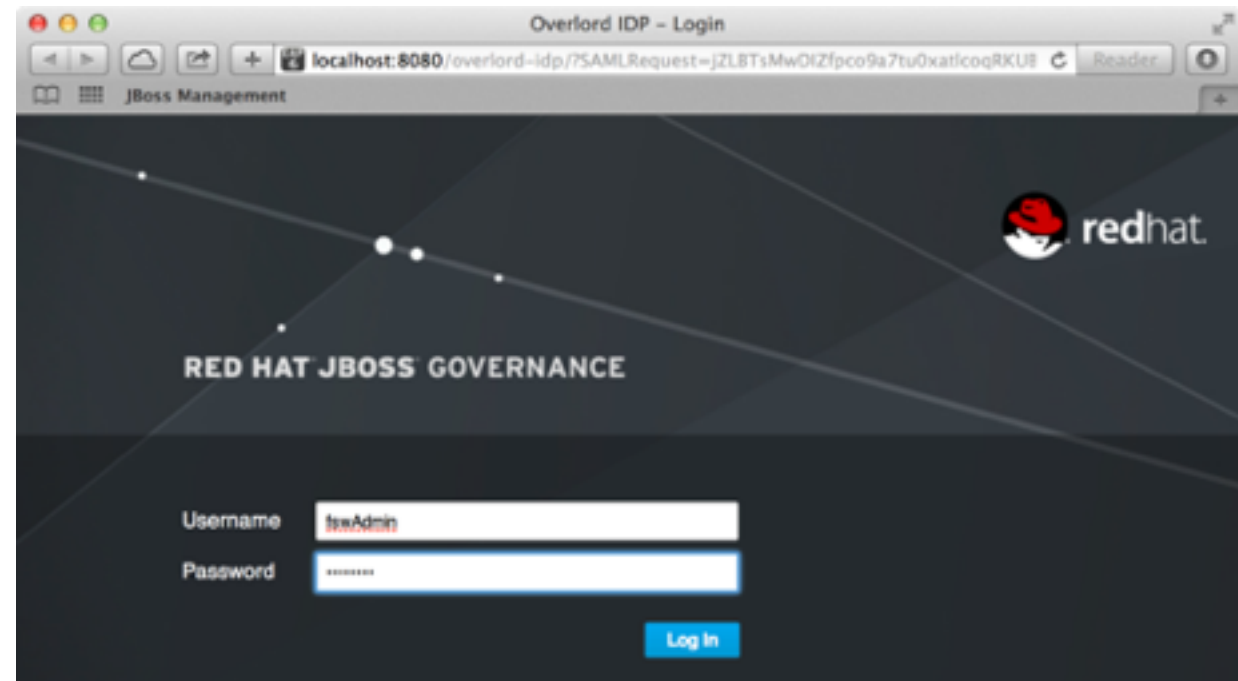 Overlord IDP – Login
localhost:8080/overlord-idp/?SAMLRequest=
Reader
JBoss Management
redhat.
RED HAT JBOSS GOVERNANCE
Username
fswAdmin
Password
Log In